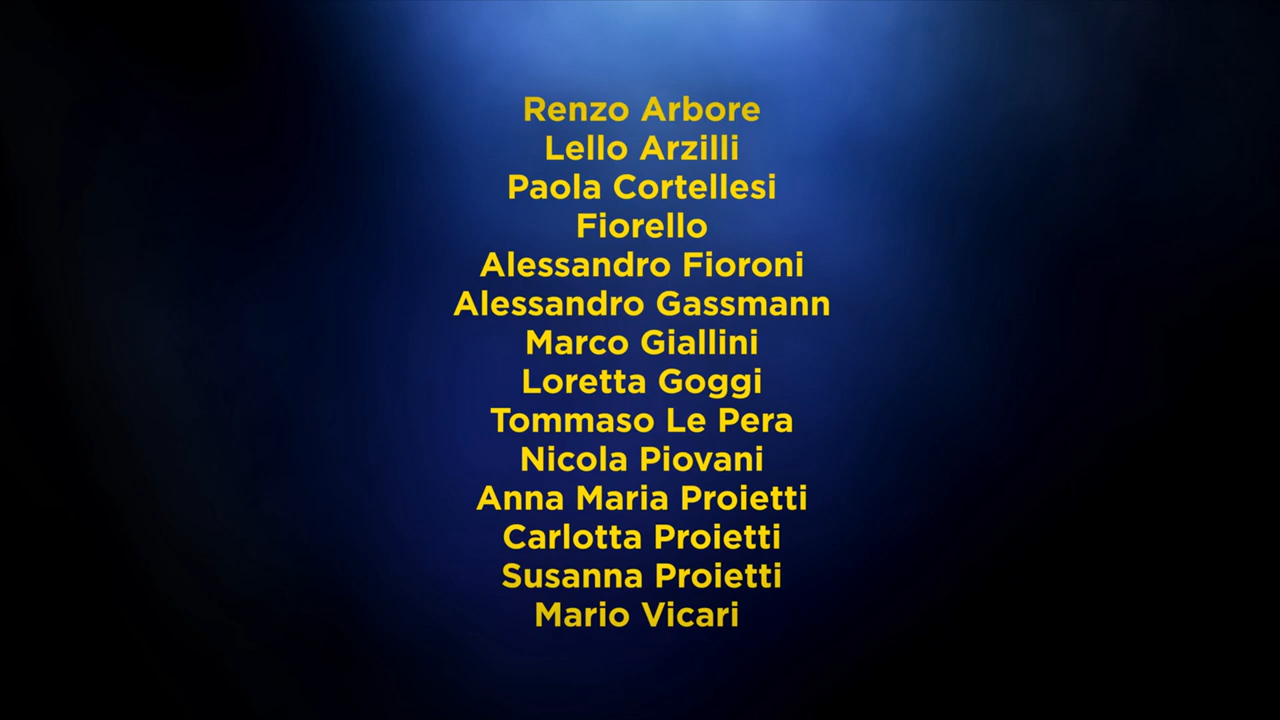 Renzo Arbore
Lello Arzilli
Paola Cortellesi
Fiorello
Alessandro Fioroni
Alessandro Gassmann
Marco Giallini
Loretta Goggi
Tommaso Le Pera
Nicola Piovani
Anna Maria Proietti
Carlotta Proietti
Susanna Proietti
Mario Vicari